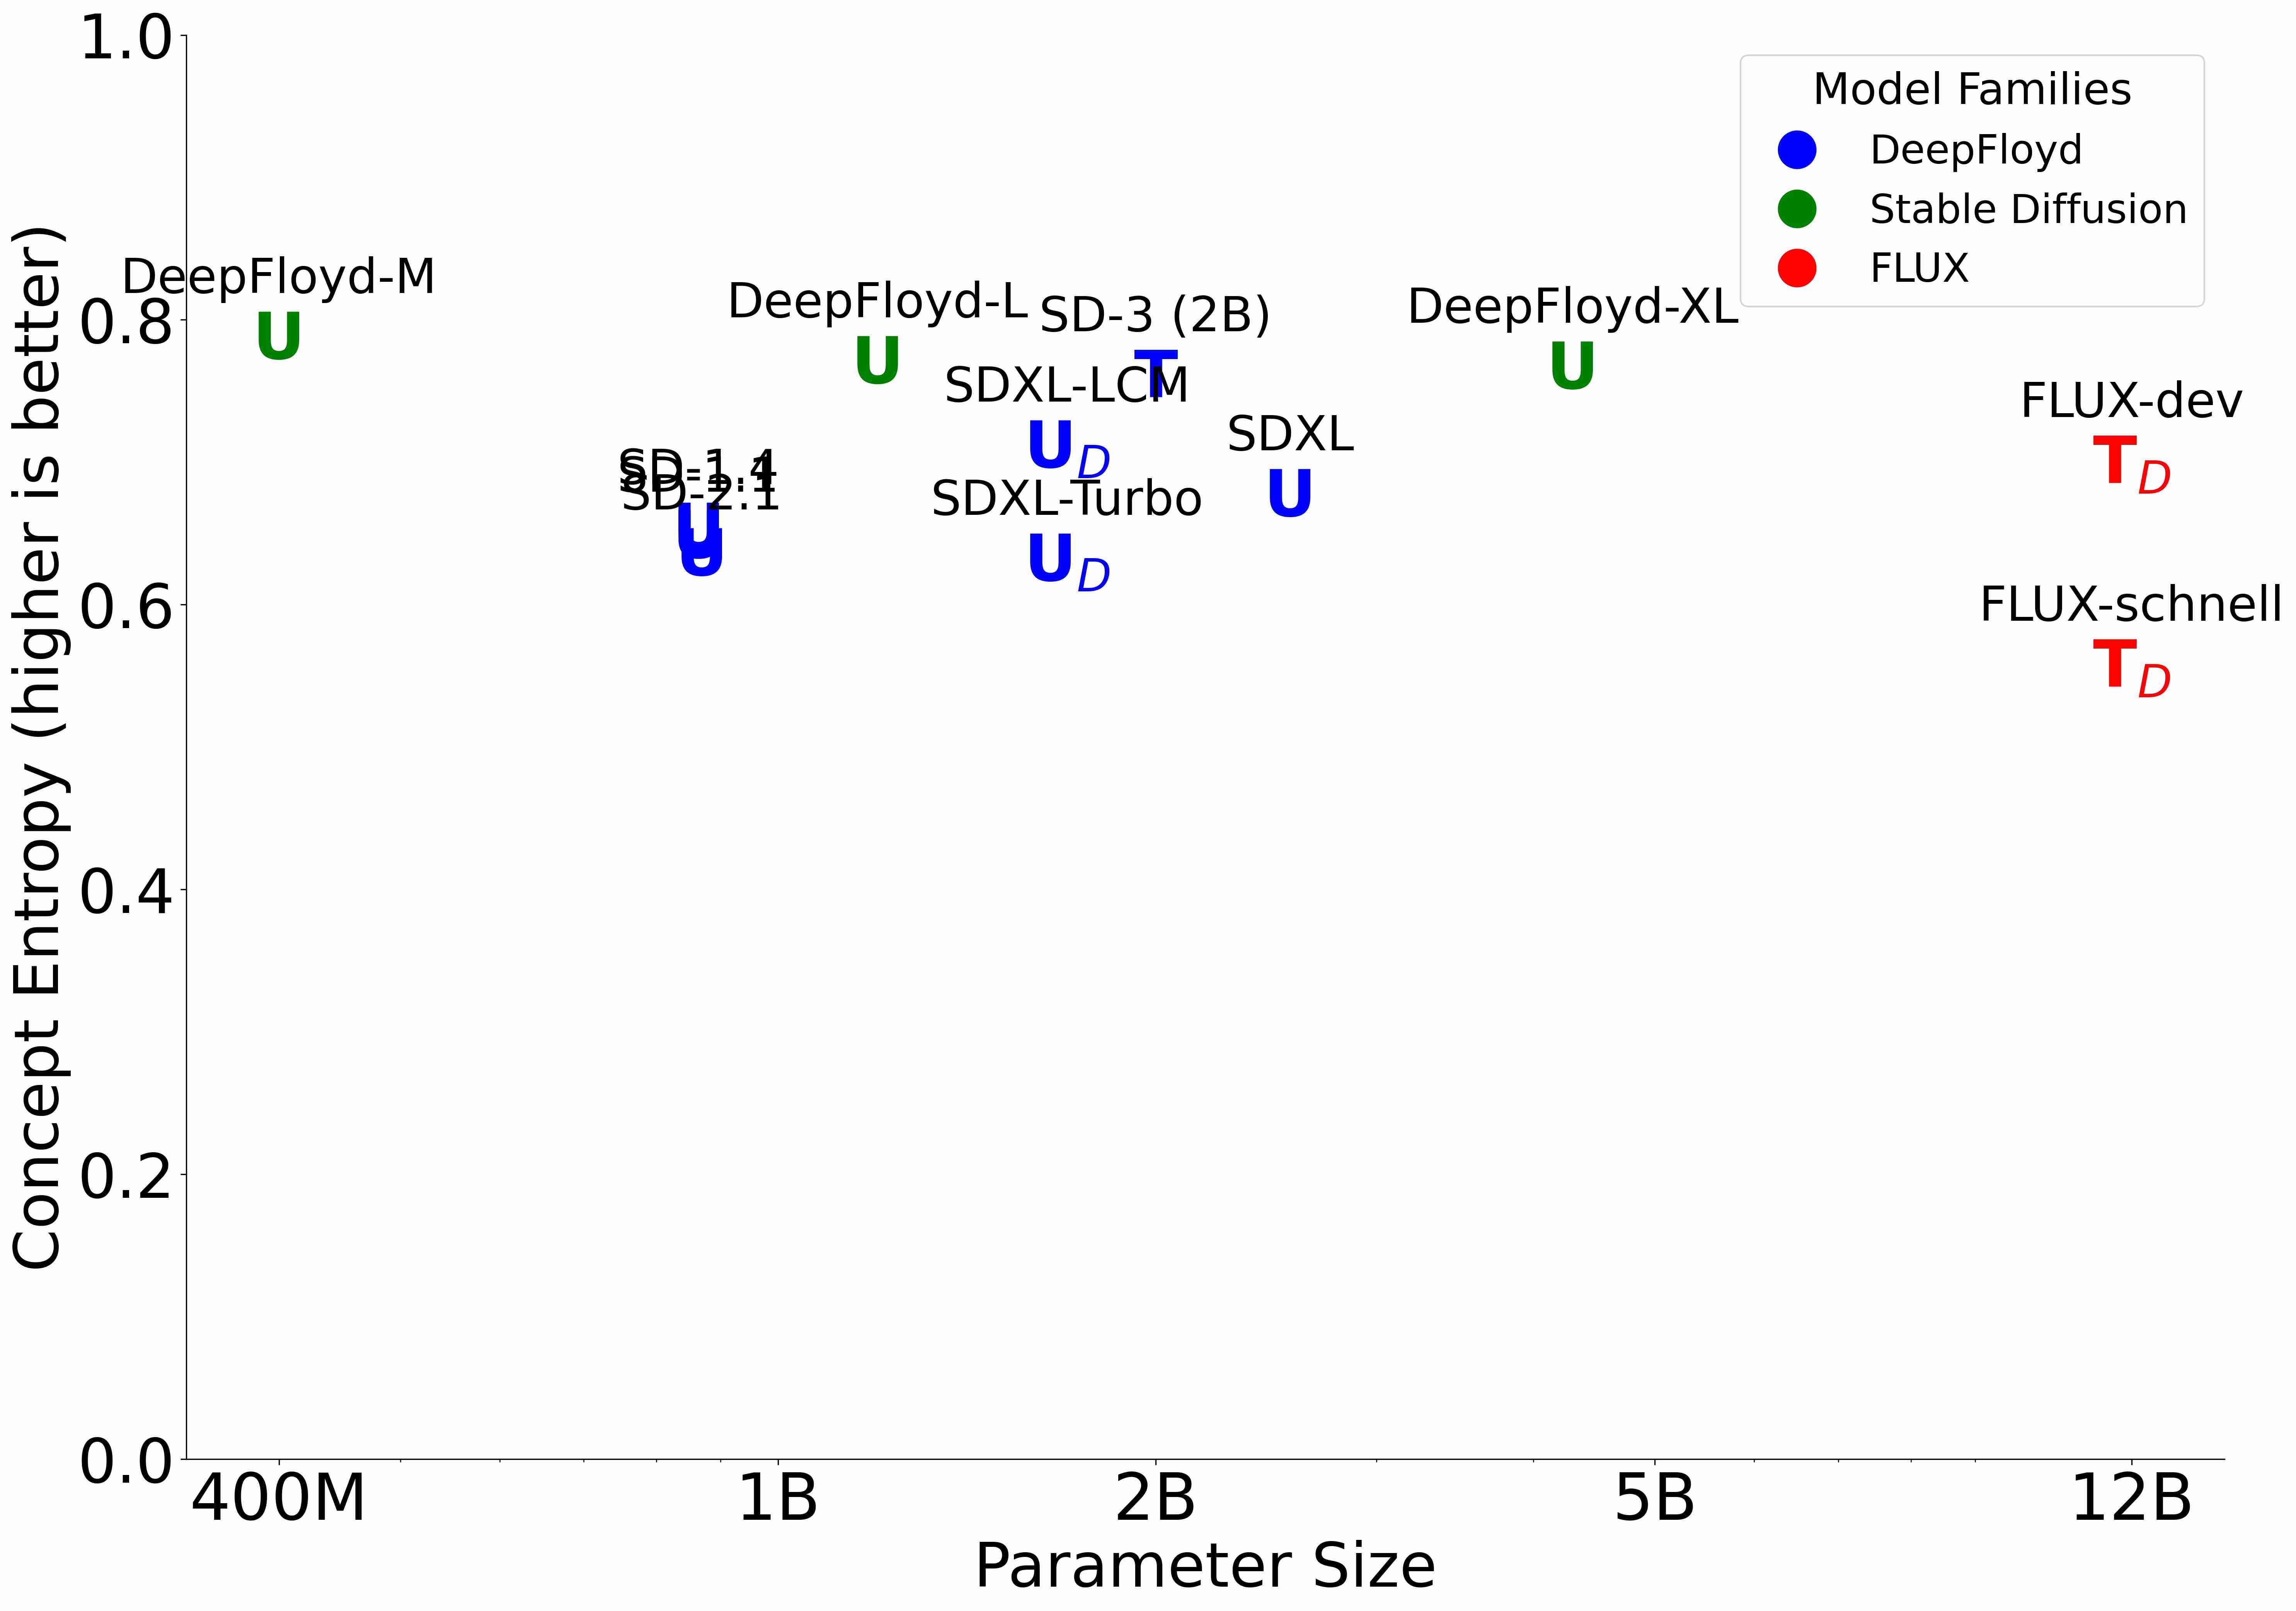 Concept Entropy (higher is better)
1.0
0.8
0.6
0.4
0.2
0.0
Model Families
DeepFloyd
Stable Diffusion
FLUX
DeepFloyd-M
U
DeepFloyd-L
U
SD-3 (2B)
T
DeepFloyd-XL
U
SDXL-LCM
U D
SDXL
U
FLUX-dev
T D
SD-1.4
SD-2.1
U
U
SDXL-Turbo
U D
FLUX-schnell
T D
400M
1B
2B
5B
12B
Parameter Size